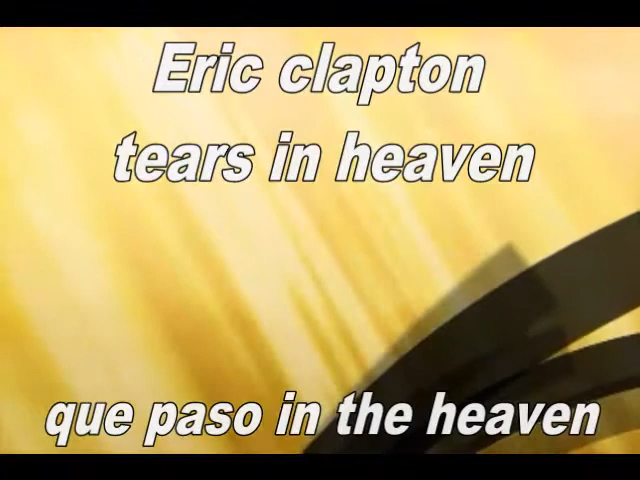 Eric clapton
tears in heaven
que paso in the heaven